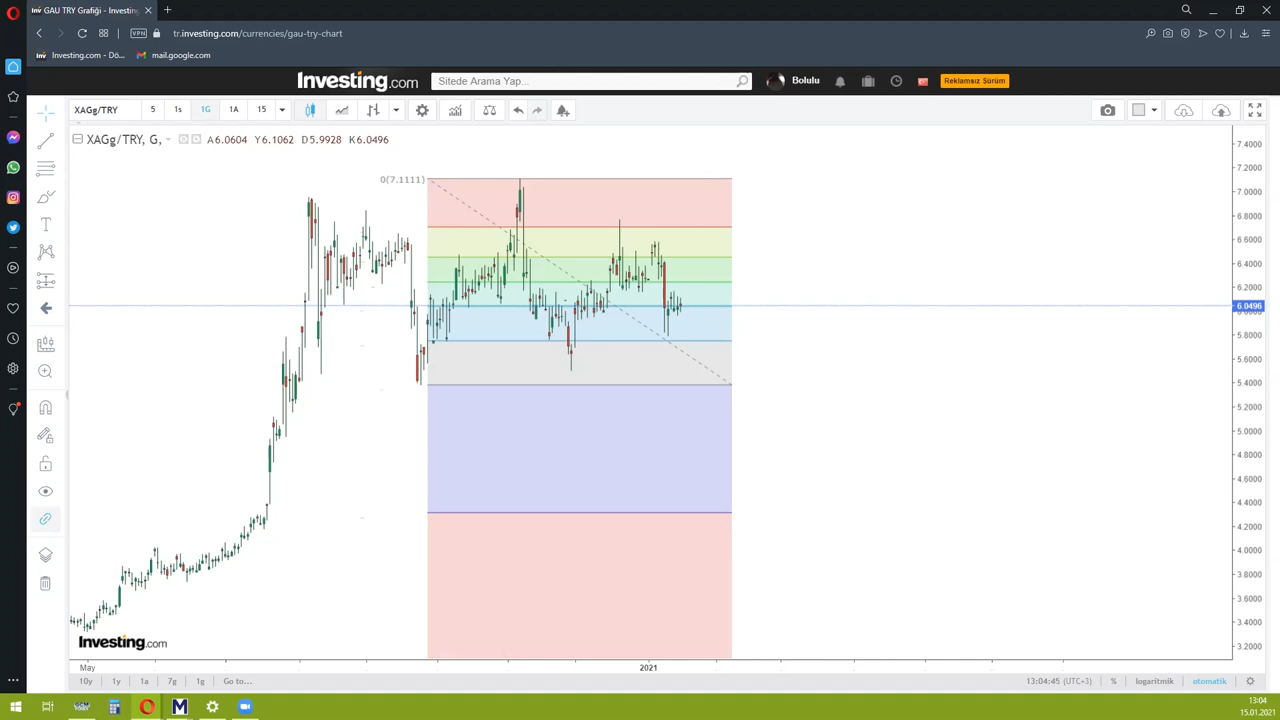 GAU TRY Grafiği - Investin
VPN
tr.investing.com/currencies/gau-try-chart
Investing.com - Dö...
mail.google.com
Investing.com
Sitede Arama Yap...
Bolulu
Reklamsız Sürüm
XAGg/TRY
5
1s
1G
1A
15
XAGg/TRY, G,
A6.0604 Y6.1062 D5.9928 K6.0496
0(7.1111)
7.4000
7.2000
7.0000
6.8000
6.6000
6.4000
6.2000
6.0496
5.8000
5.6000
5.4000
5.2000
5.0000
4.8000
4.6000
4.4000
4.2000
4.0000
3.8000
3.6000
3.4000
3.2000
Investing.com
May
2021
10y
1y
1a
7g
1g
Go to...
13:04:45 (UTC+3)
%
logaritmik
otomatik
13:04
15.01.2021